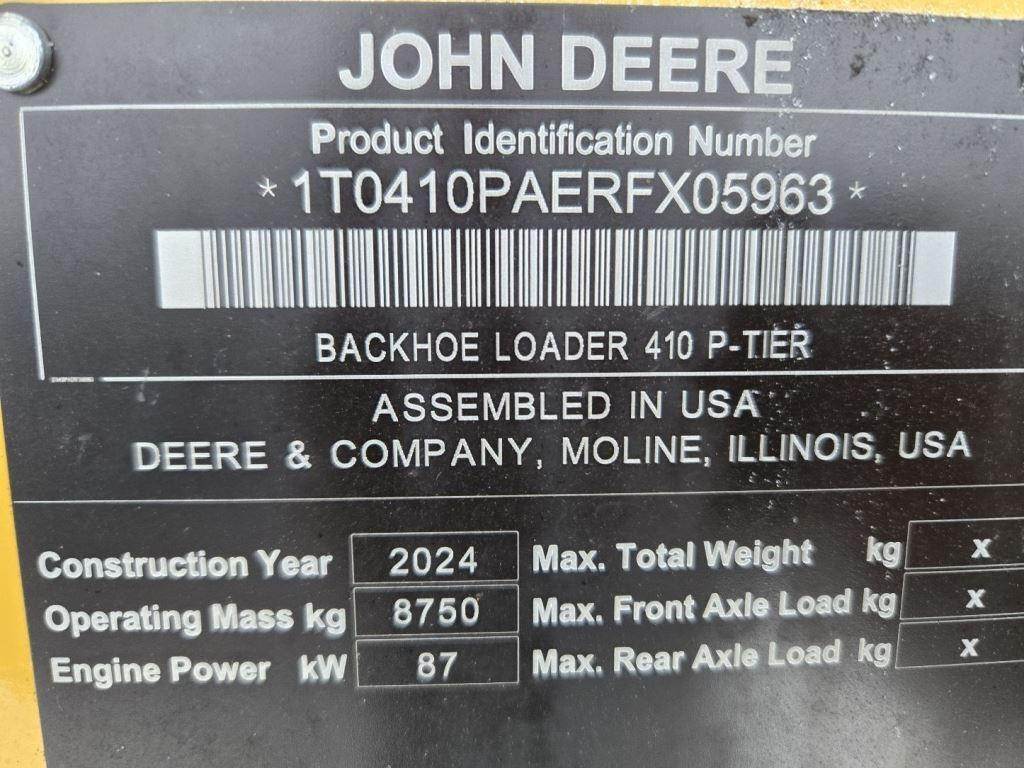 JOHN DEERE
Product Identification Number
* 1T0410PAERFX05963 *
BACKHOE LOADER 410 P-TIER
ASSEMBLED IN USA
DEERE & COMPANY, MOLINE, ILLINOIS, USA
Construction Year 2024 Max. Total Weight kg X
Operating Mass kg 8750 Max. Front Axle Load kg X
Engine Power kW 87 Max. Rear Axle Load kg X